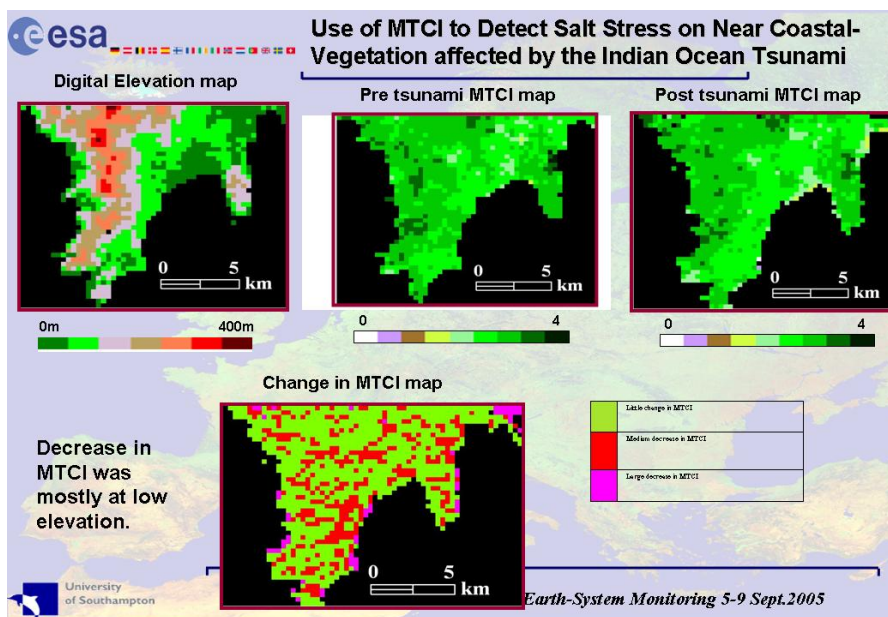 esa
Use of MTCI to Detect Salt Stress on Near Coastal-
Vegetation affected by the Indian Ocean Tsunami
Digital Elevation map
Pre tsunami MTCI map
Post tsunami MTCI map
0 5
km
0 5
km
0 5
km
0m 400m
0 4
0 4
Change in MTCI map
Decrease in
MTCI was
mostly at low
elevation.
0 5
km
Little change in MTCI
Medium decrease in MTCI
Large decrease in MTCI
University
of Southampton
Earth-System Monitoring 5-9 Sept.2005